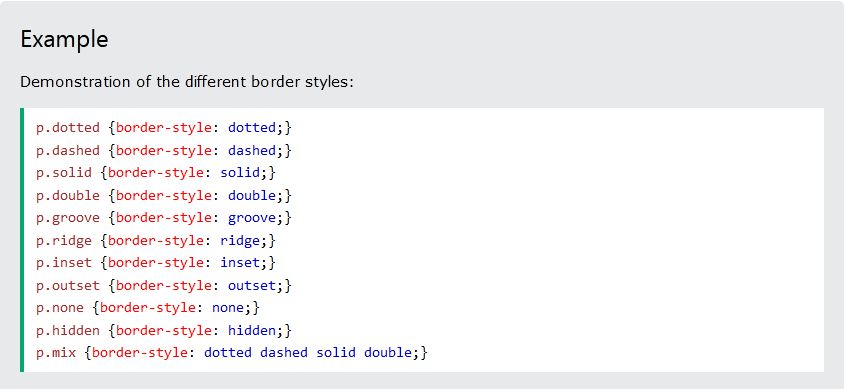 Example
Demonstration of the different border styles:
p.dotted {border-style: dotted;}
p.dashed {border-style: dashed;}
p.solid {border-style: solid;}
p.double {border-style: double;}
p.groove {border-style: groove;}
p.ridge {border-style: ridge;}
p.inset {border-style: inset;}
p.outset {border-style: outset;}
p.none {border-style: none;}
p.hidden {border-style: hidden;}
p.mix {border-style: dotted dashed solid double;}